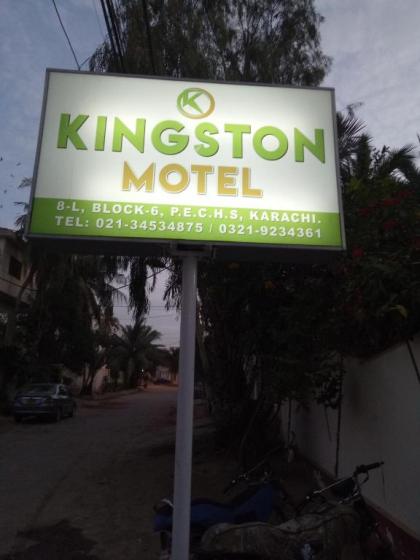 K
KINGSTON
MOTEL
8-L, BLOCK-6, P.E.C.H.S, KARACHI.
TEL: 021-34534875 / 0321-9234361